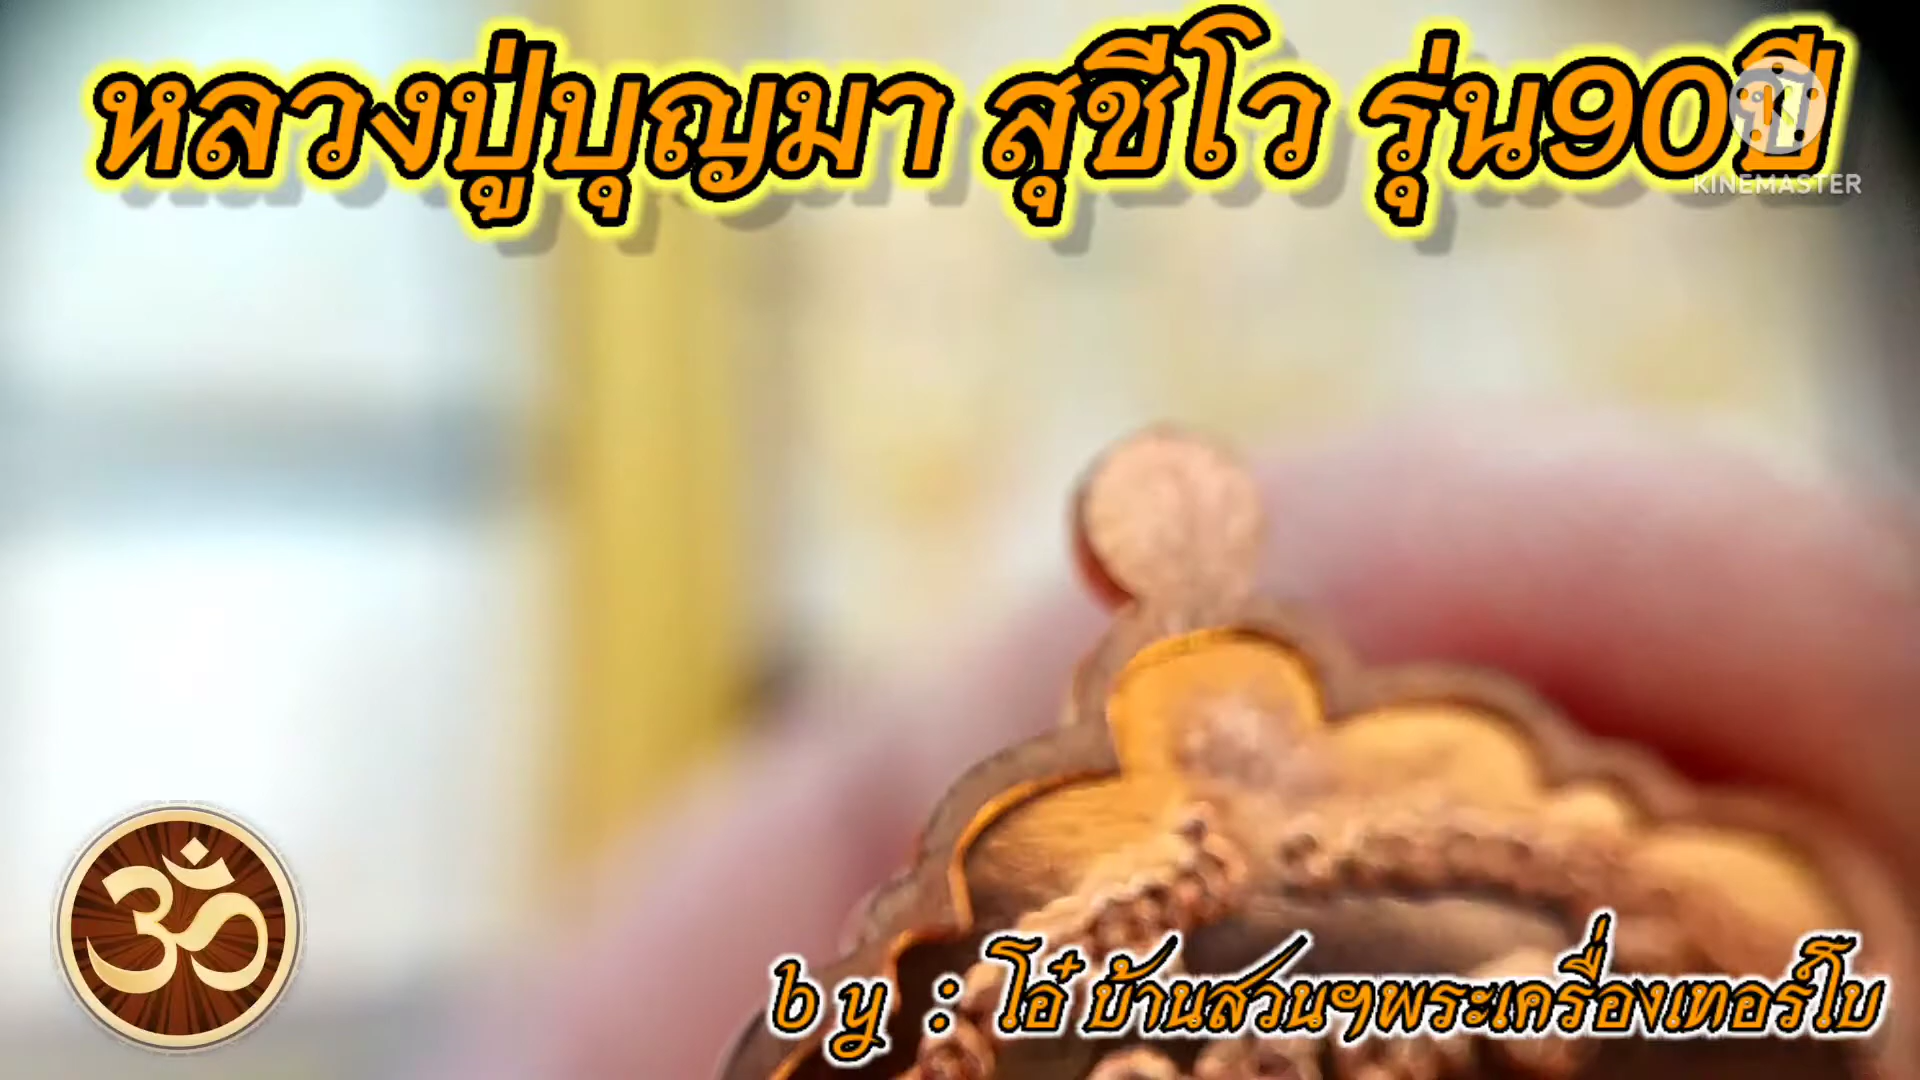 หลวงปู่บุญมา สุชีโว รุ่น90ปี
KINEMASTER
ॐ
by : โอ๋ บ้านสวนฯพระเครื่องเทอร์โบ